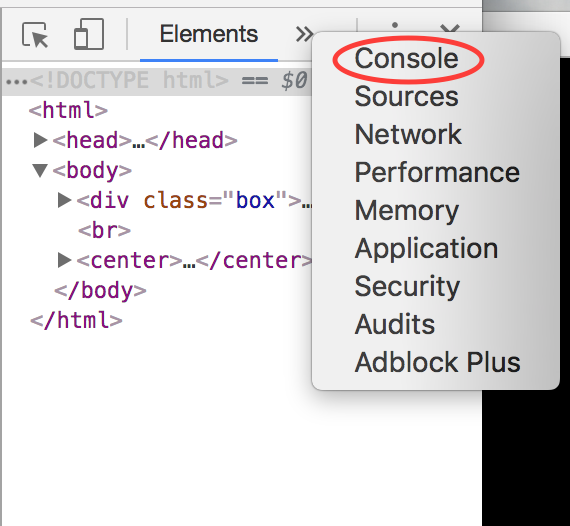 Elements »
…<!DOCTYPE html> == $0
<html>
▶<head>…</head>
▼<body>
▶<div class="box">…
<br>
▶<center>…</center>
</body>
</html>
Console
Sources
Network
Performance
Memory
Application
Security
Audits
Adblock Plus